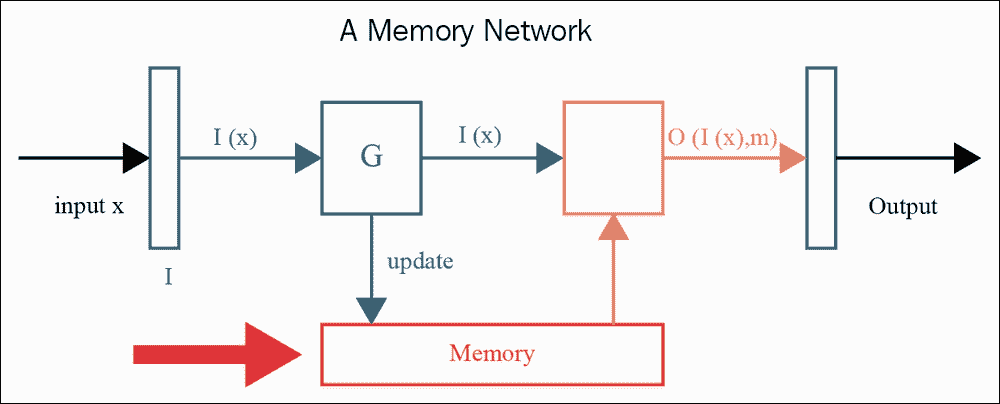 A Memory Network
I (x)
I (x)
O (I (x),m)
G
input x
Output
I
update
Memory